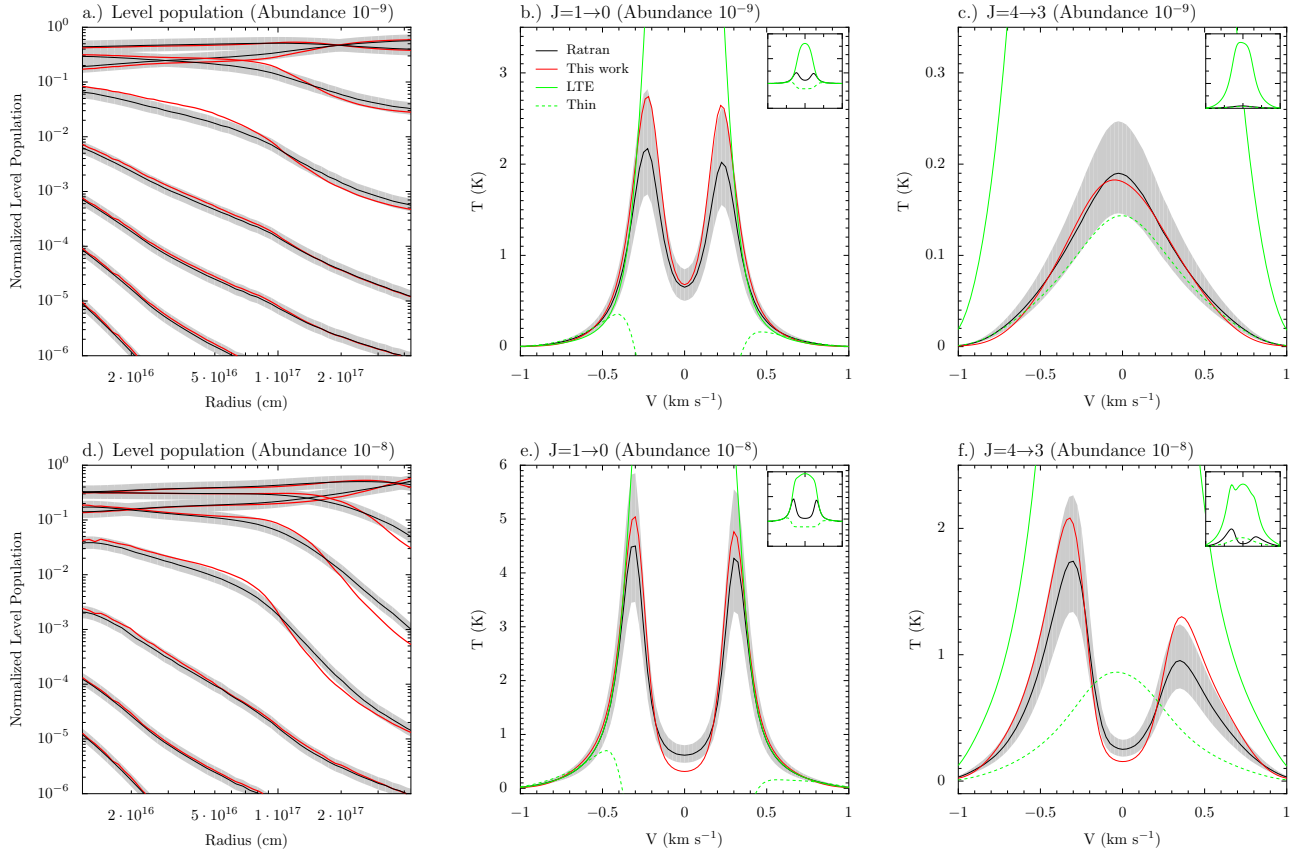 a.) Level population (Abundance 10⁻⁹)
b.) J=1→0 (Abundance 10⁻⁹)
c.) J=4→3 (Abundance 10⁻⁹)
Normalized Level Population
10⁰
10⁻¹
10⁻²
10⁻³
10⁻⁴
10⁻⁵
10⁻⁶
2·10¹⁶
5·10¹⁶
1·10¹⁷
2·10¹⁷
Radius (cm)
T (K)
3
2
1
0
Ratran
This work
LTE
Thin
−1
−0.5
0
0.5
1
V (km s⁻¹)
T (K)
0.3
0.2
0.1
0
−1
−0.5
0
0.5
1
V (km s⁻¹)
d.) Level population (Abundance 10⁻⁸)
e.) J=1→0 (Abundance 10⁻⁸)
f.) J=4→3 (Abundance 10⁻⁸)
Normalized Level Population
10⁰
10⁻¹
10⁻²
10⁻³
10⁻⁴
10⁻⁵
10⁻⁶
2·10¹⁶
5·10¹⁶
1·10¹⁷
2·10¹⁷
Radius (cm)
T (K)
6
5
4
3
2
1
0
−1
−0.5
0
0.5
1
V (km s⁻¹)
T (K)
2
1
0
−1
−0.5
0
0.5
1
V (km s⁻¹)